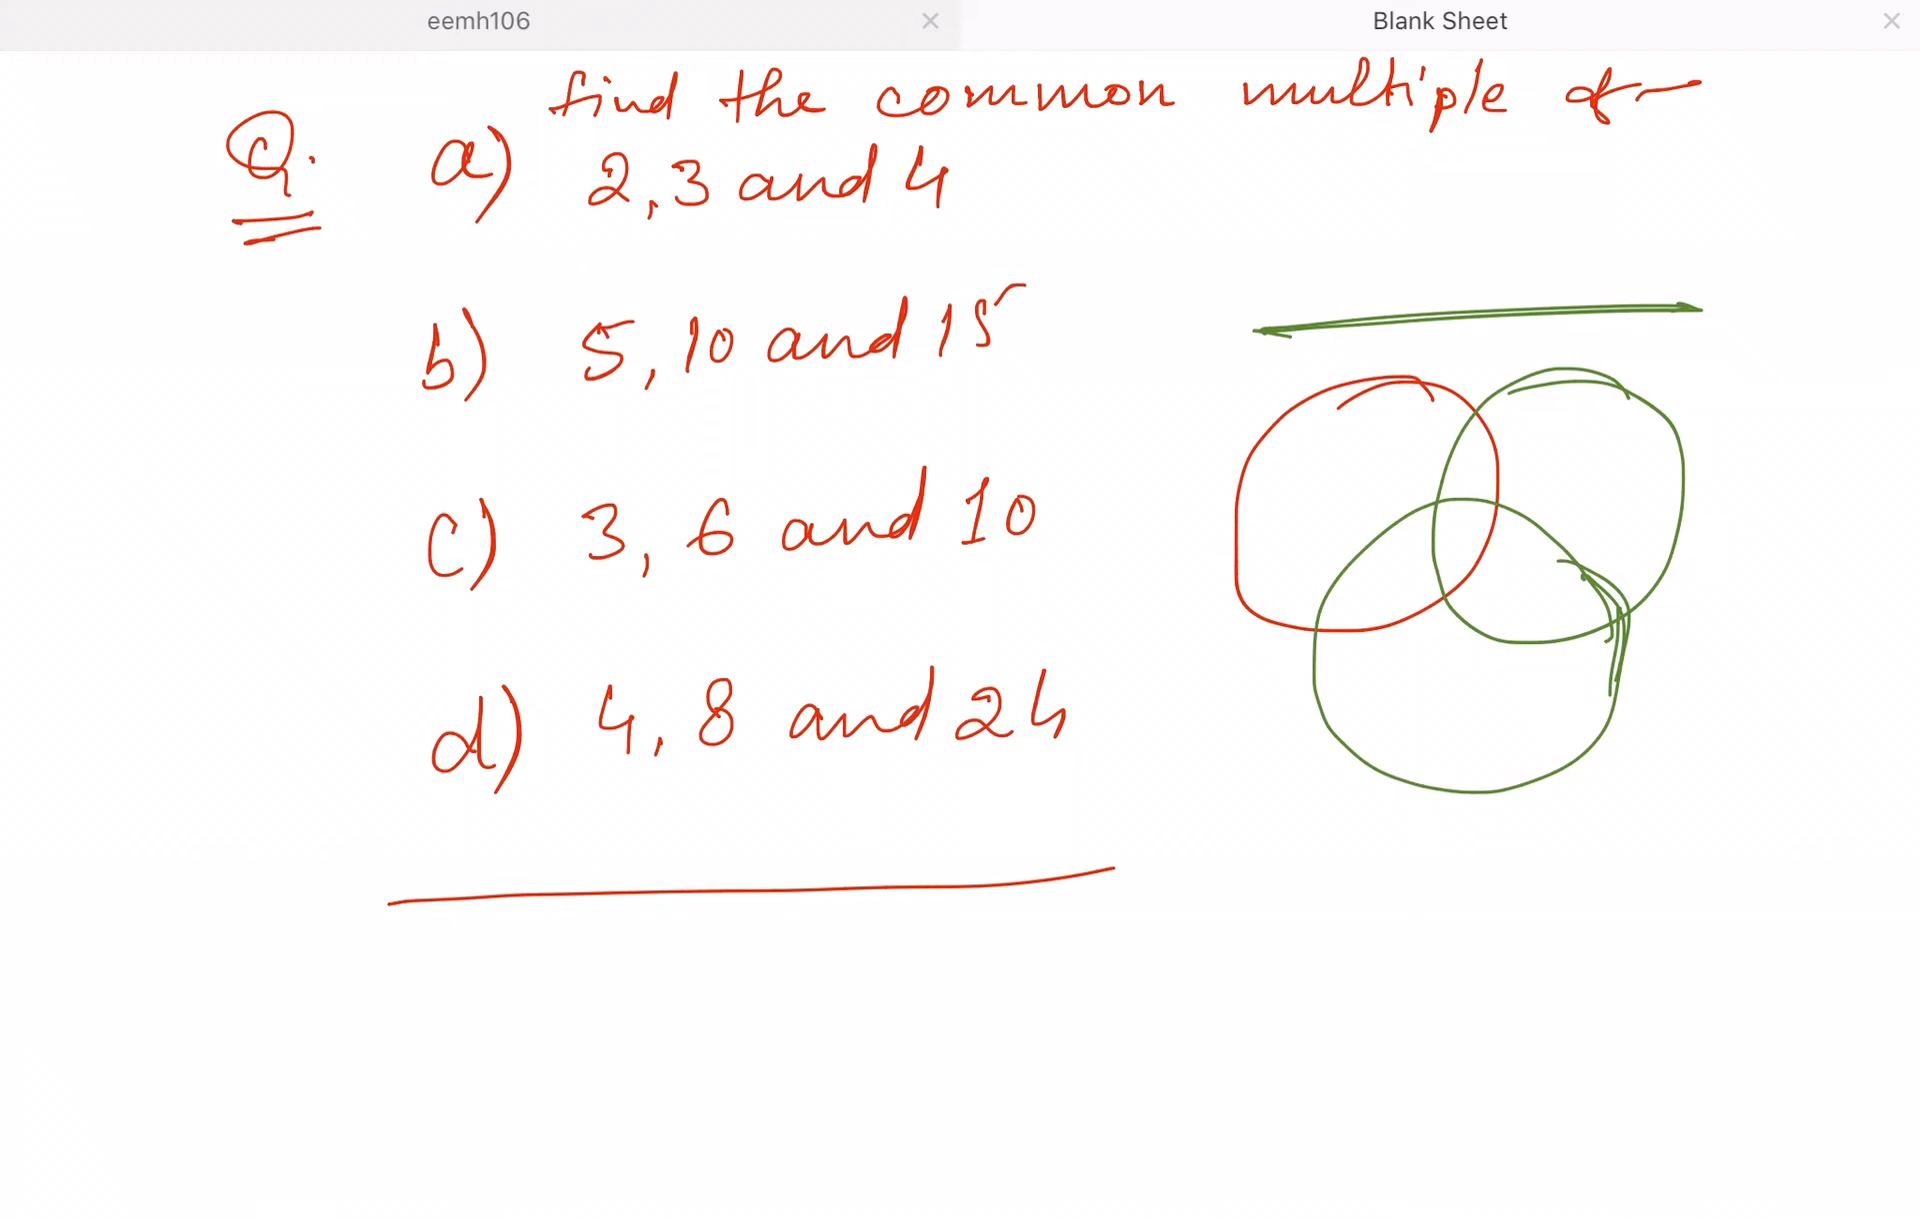 eemh106
Blank Sheet
find the common multiple of
Q. a) 2, 3 and 4
b) 5, 10 and 15
c) 3, 6 and 10
d) 4, 8 and 24